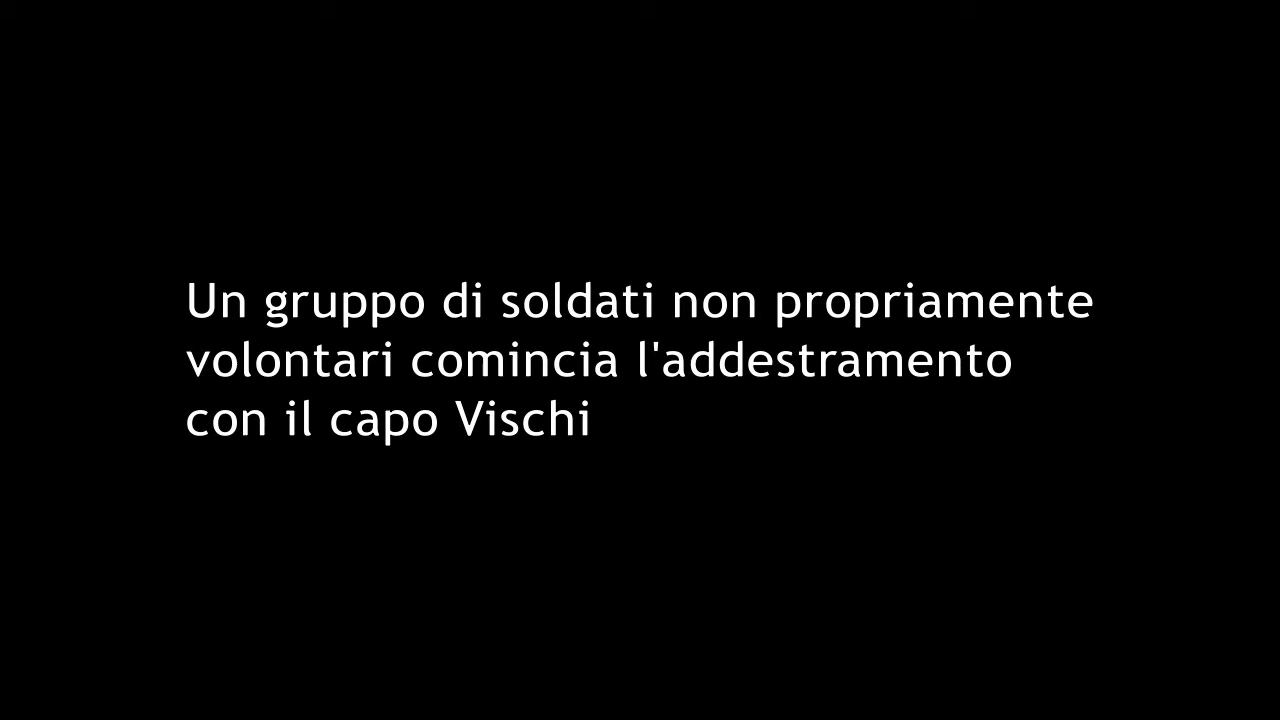 Un gruppo di soldati non propriamente
volontari comincia l'addestramento
con il capo Vischi